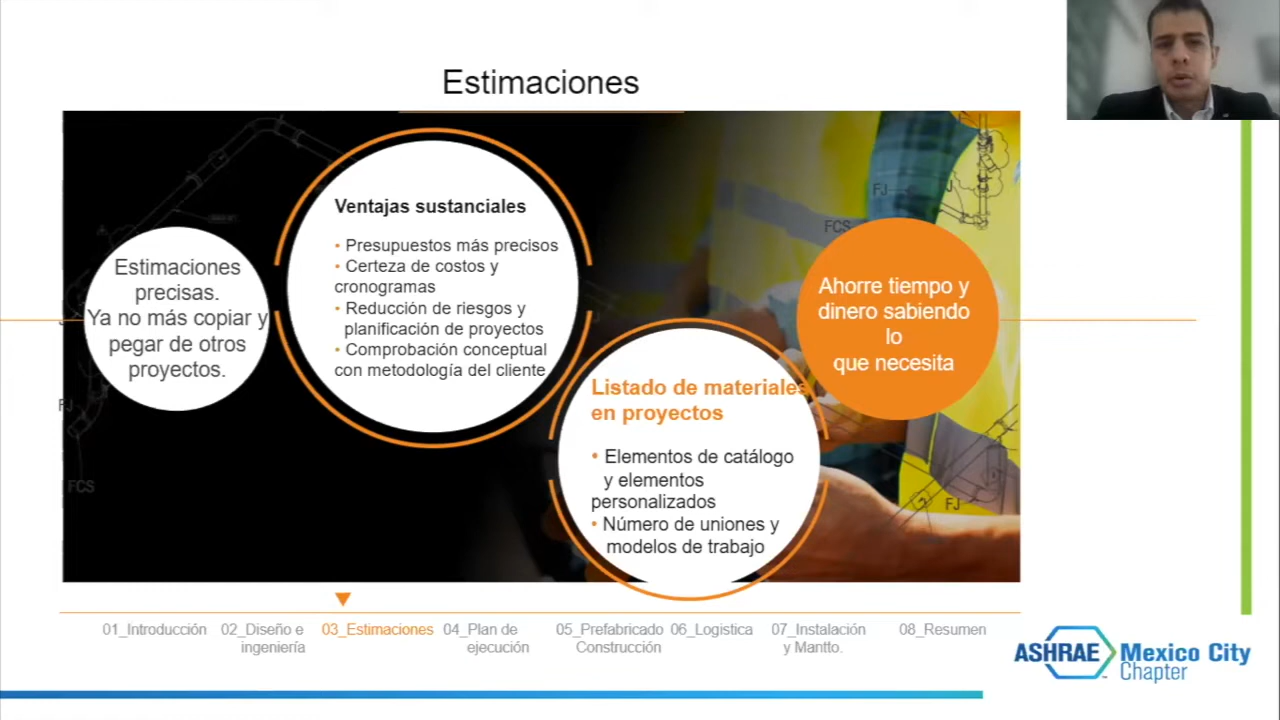 Estimaciones
Estimaciones
precisas.
Ya no más copiar y
pegar de otros
proyectos.
Ventajas sustanciales
• Presupuestos más precisos
• Certeza de costos y
cronogramas
• Reducción de riesgos y
planificación de proyectos
• Comprobación conceptual
con metodología del cliente
Listado de materiales
en proyectos
• Elementos de catálogo
y elementos
personalizados
• Número de uniones y
modelos de trabajo
Ahorre tiempo y
dinero sabiendo
lo
que necesita
FJ
FCS
FJ
FCS
FJ
01_Introducción
02_Diseño e
ingeniería
03_Estimaciones
04_Plan de
ejecución
05_Prefabricado
Construcción
06_Logistica
07_Instalación
y Mantto.
08_Resumen
ASHRAE Mexico City
Chapter